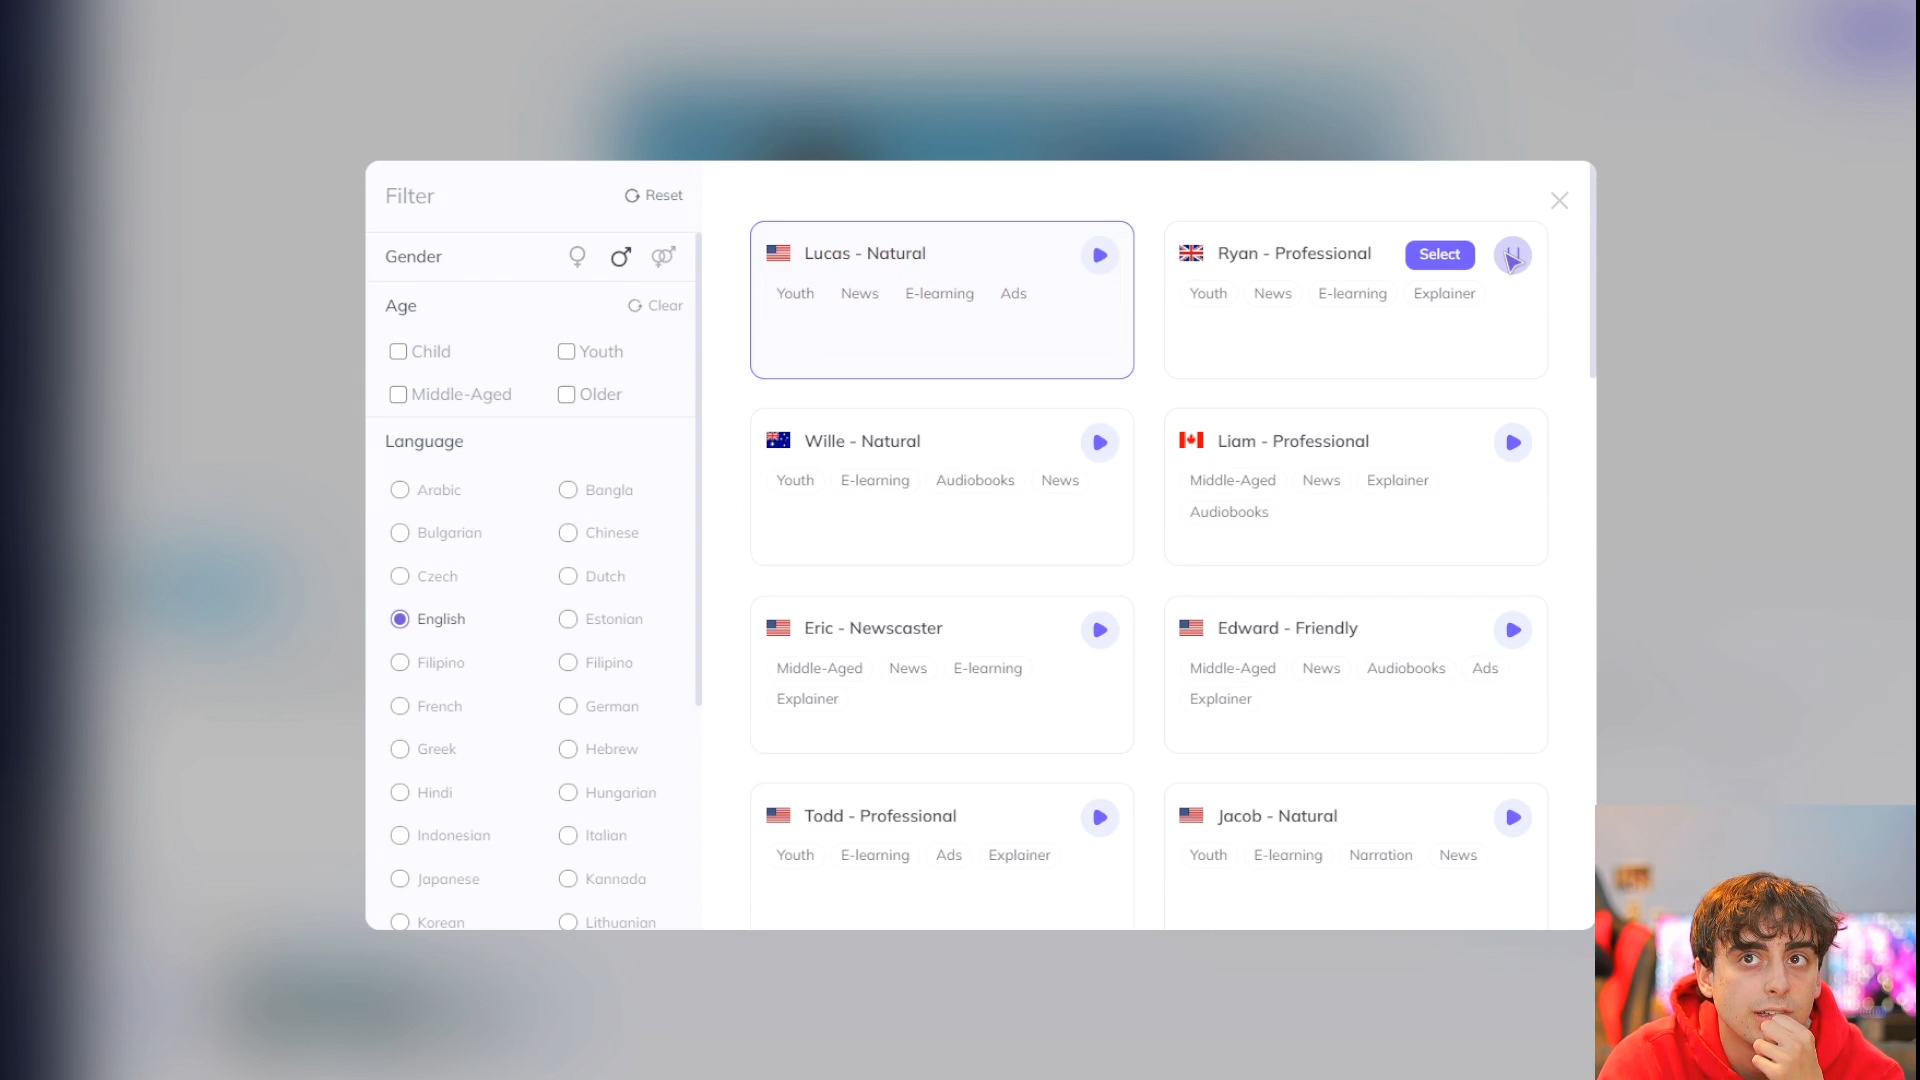 Filter
Reset
Gender
Age
Clear
Child
Youth
Middle-Aged
Older
Language
Arabic
Bangla
Bulgarian
Chinese
Czech
Dutch
English
Estonian
Filipino
Filipino
French
German
Greek
Hebrew
Hindi
Hungarian
Indonesian
Italian
Japanese
Kannada
Korean
Lithuanian
Lucas - Natural
Youth News E-learning Ads
Ryan - Professional Select
Youth News E-learning Explainer
Wille - Natural
Youth E-learning Audiobooks News
Liam - Professional
Middle-Aged News Explainer
Audiobooks
Eric - Newscaster
Middle-Aged News E-learning
Explainer
Edward - Friendly
Middle-Aged News Audiobooks Ads
Explainer
Todd - Professional
Youth E-learning Ads Explainer
Jacob - Natural
Youth E-learning Narration News